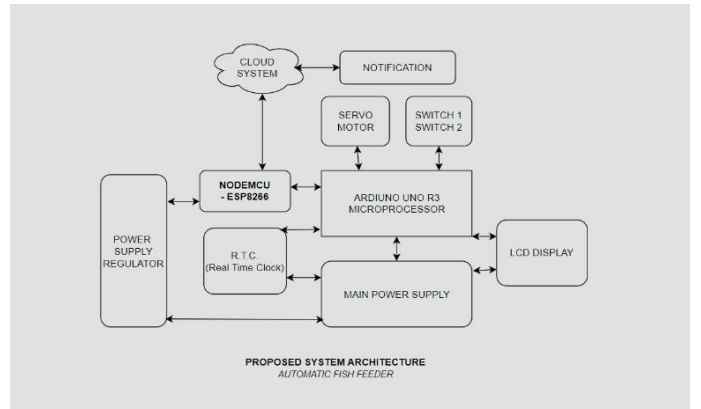 CLOUD
SYSTEM
NOTIFICATION
SERVO
MOTOR
SWITCH 1
SWITCH 2
NODEMCU
- ESP8266
ARDIUNO UNO R3
MICROPROCESSOR
POWER
SUPPLY
REGULATOR
R.T.C.
(Real Time Clock)
LCD DISPLAY
MAIN POWER SUPPLY
PROPOSED SYSTEM ARCHITECTURE
AUTOMATIC FISH FEEDER